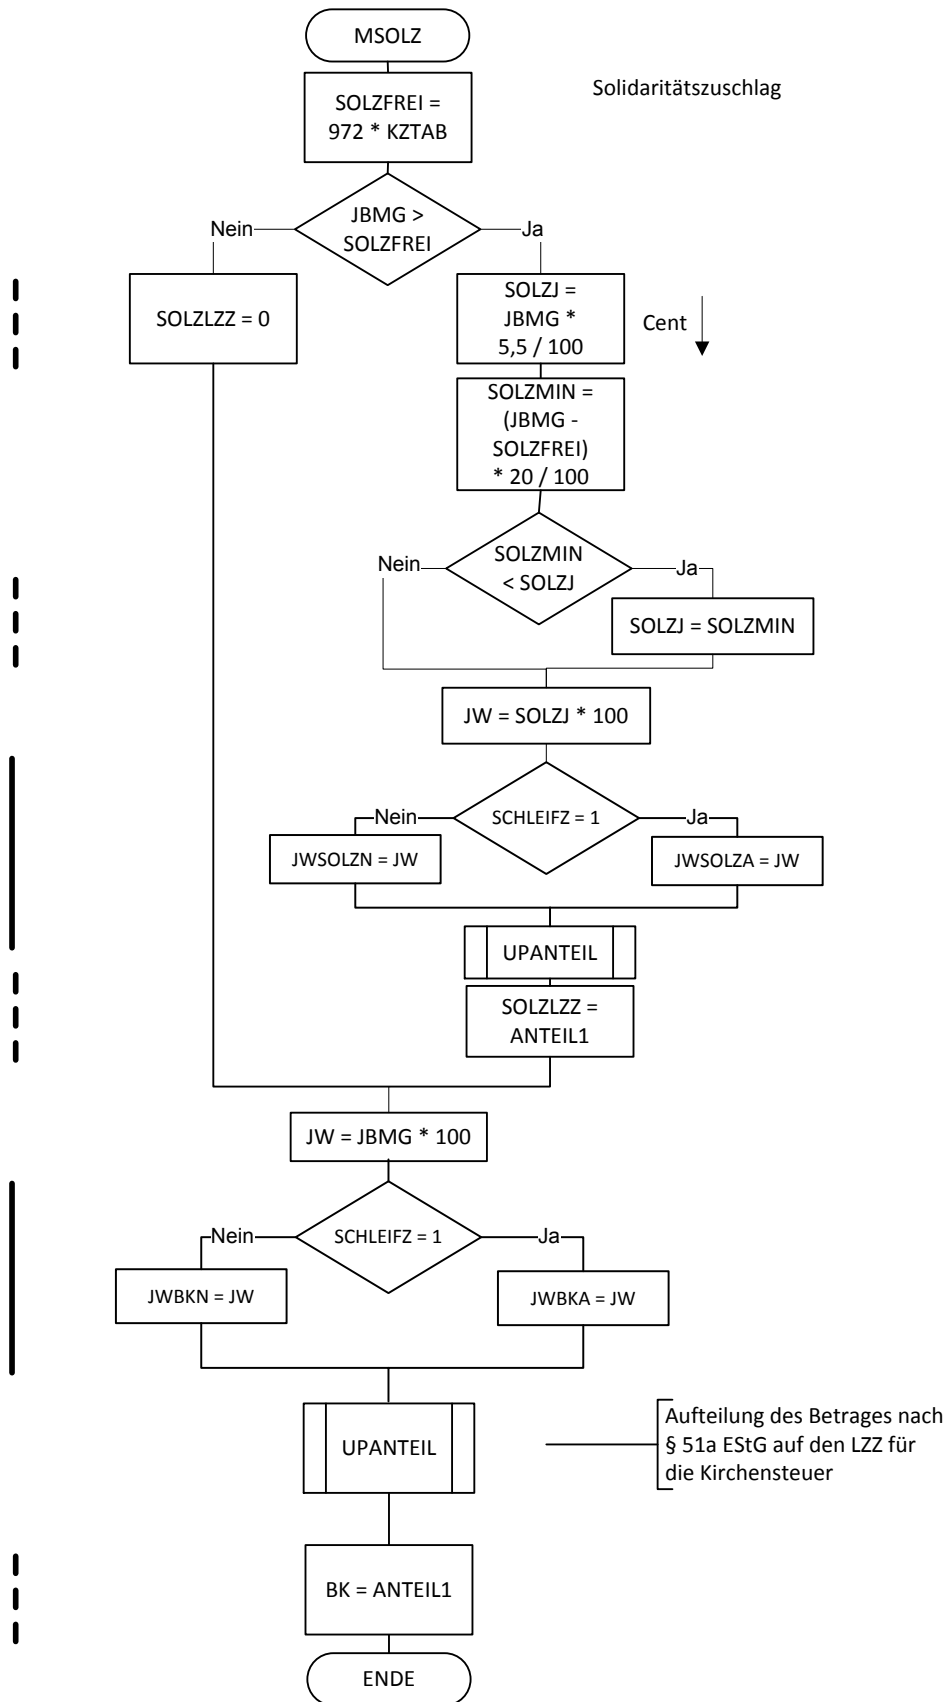 MSOLZ
SOLZFREI =
972 * KZTAB
Solidaritätszuschlag
JBMG >
SOLZFREI
Nein
Ja
SOLZLZZ = 0
SOLZJ =
JBMG *
5,5 / 100
Cent
SOLZMIN =
(JBMG -
SOLZFREI)
* 20 / 100
SOLZMIN
< SOLZJ
Nein
Ja
SOLZJ = SOLZMIN
JW = SOLZJ * 100
SCHLEIFZ = 1
Nein
Ja
JWSOLZN = JW
JWSOLZA = JW
UPANTEIL
SOLZLZZ =
ANTEIL1
JW = JBMG * 100
SCHLEIFZ = 1
Nein
Ja
JWBKN = JW
JWBKA = JW
UPANTEIL
Aufteilung des Betrages nach
§ 51a EStG auf den LZZ für
die Kirchensteuer
BK = ANTEIL1
ENDE